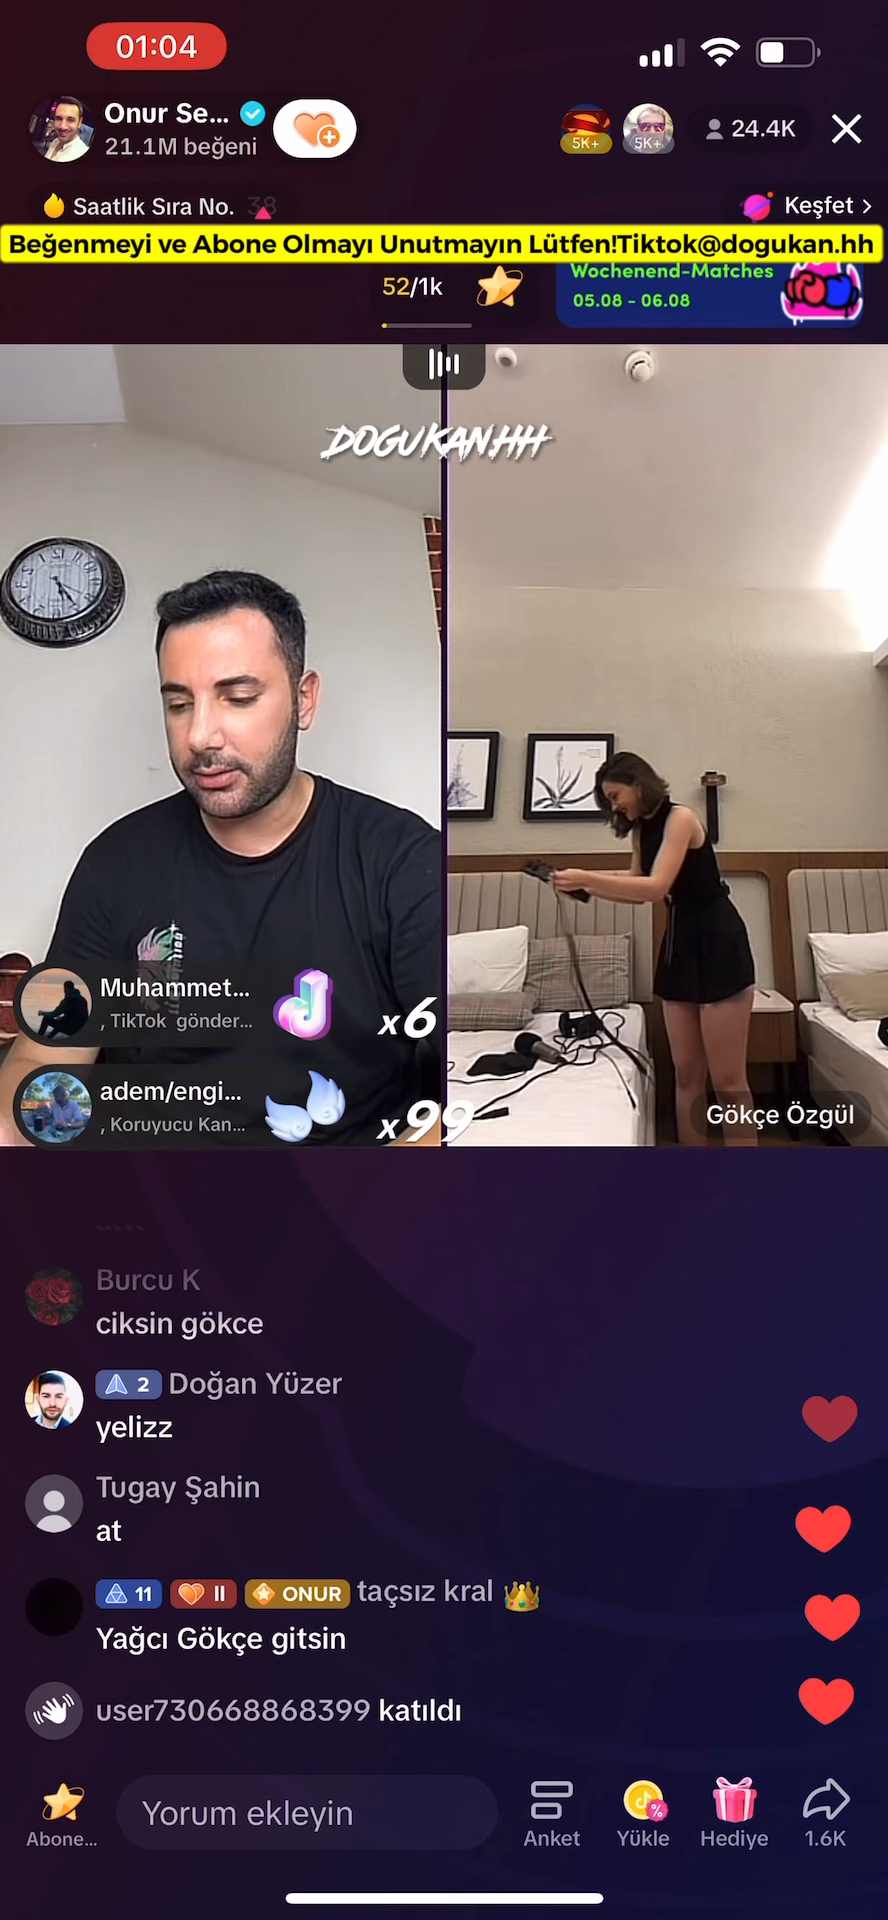 01:04
Onur Se...
21.1M beğeni
5K+
5K+
24.4K
Saatlik Sıra No. 38
Keşfet
Beğenmeyi ve Abone Olmayı Unutmayın Lütfen!Tiktok@dogukan.hh
52/1k
Wochenend-Matches
05.08 - 06.08
DOGUKAN.HH
Muhammet...
, TikTok gönder...
x6
adem/engi...
, Koruyucu Kan...
x99
Gökçe Özgül
Burcu K
ciksin gökce
2 Doğan Yüzer
yelizz
Tugay Şahin
at
11 II ONUR taçsız kral
Yağcı Gökçe gitsin
user730668868399 katıldı
Abone...
Yorum ekleyin
Anket
Yükle
Hediye
1.6K